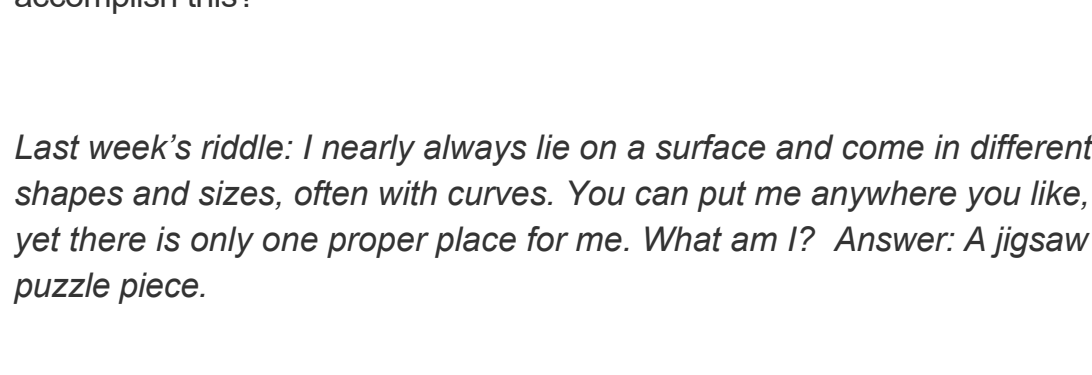 accomplish this?
Last week’s riddle: I nearly always lie on a surface and come in different
shapes and sizes, often with curves. You can put me anywhere you like,
yet there is only one proper place for me. What am I?  Answer: A jigsaw
puzzle piece.